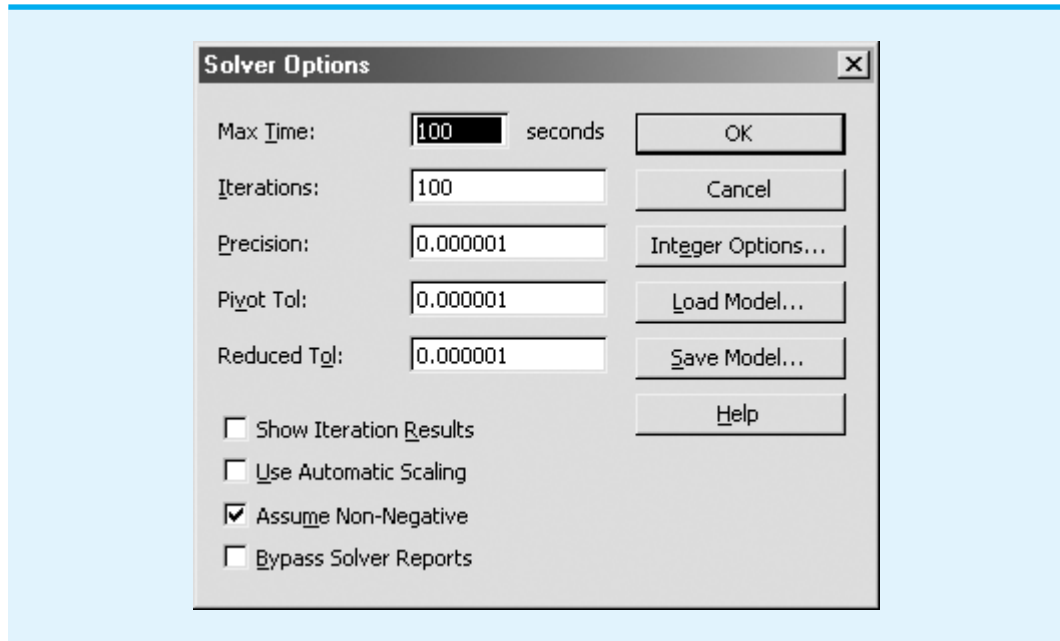 Solver Options
Max Time:
100
seconds
OK
Iterations:
100
Cancel
Precision:
0.000001
Integer Options...
Pivot Tol:
0.000001
Load Model...
Reduced Tol:
0.000001
Save Model...
Help
Show Iteration Results
Use Automatic Scaling
Assume Non-Negative
Bypass Solver Reports